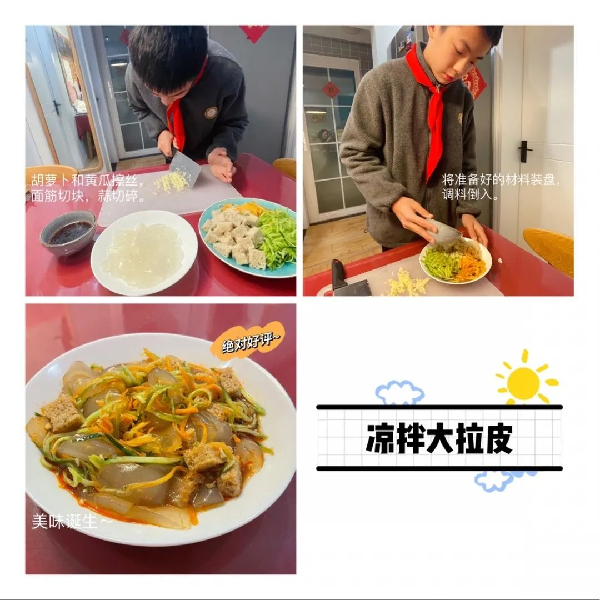 胡萝卜和黄瓜擦丝，
面筋切块，蒜切碎。
将准备好的材料装盘，
调料倒入。
绝对好评~
美味诞生~
凉拌大拉皮